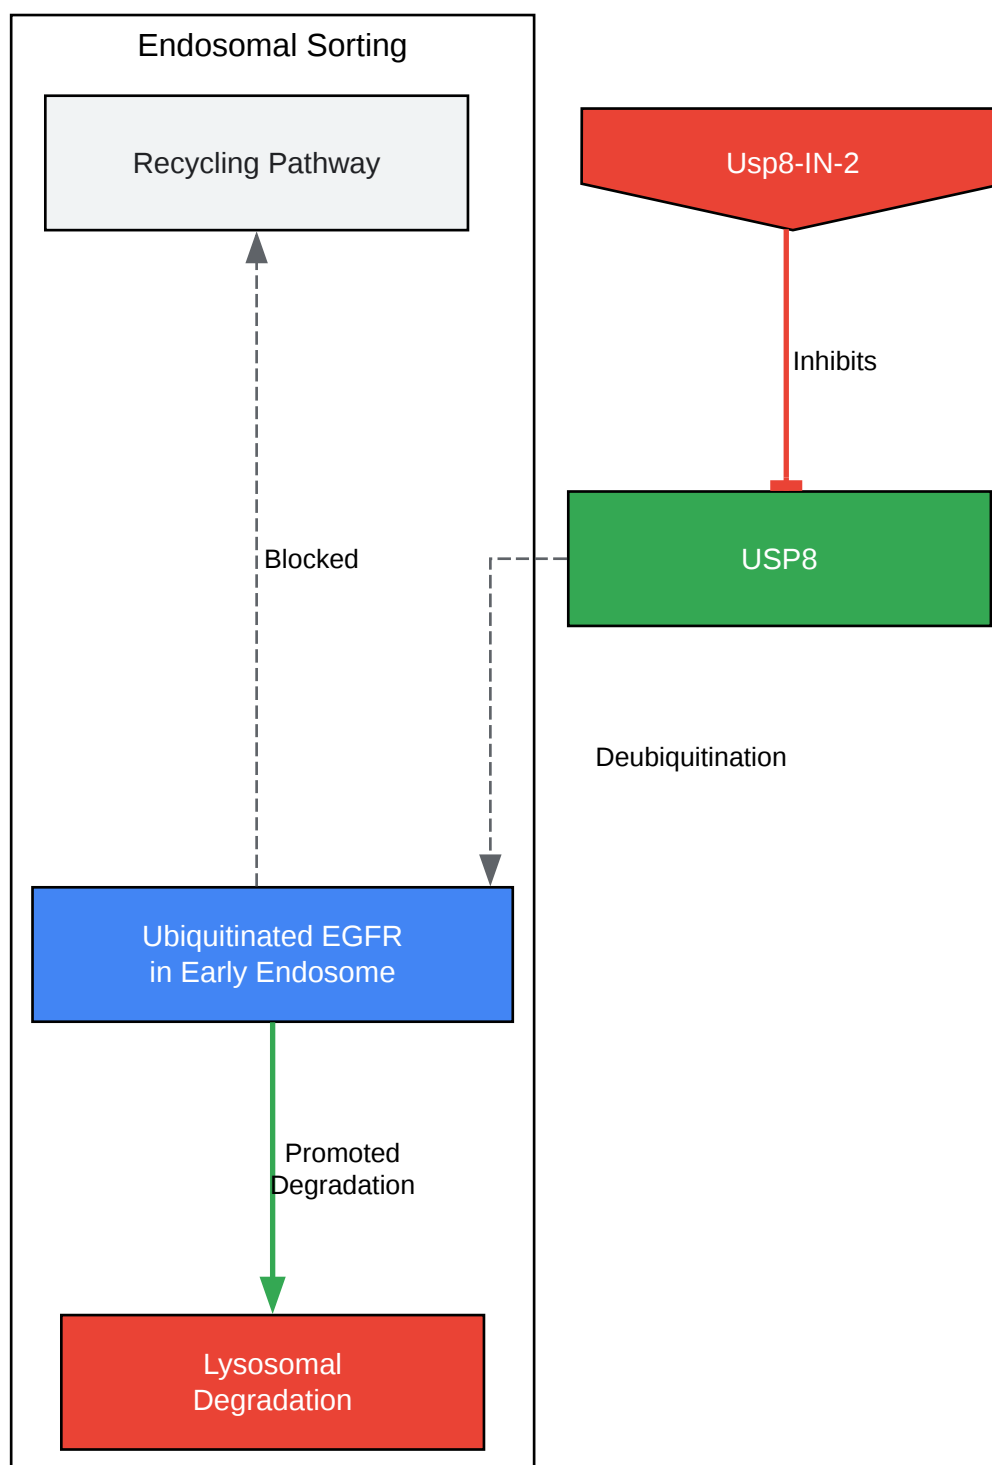 Endosomal Sorting
Recycling Pathway
Usp8-IN-2
Inhibits
Blocked
USP8
Deubiquitination
Ubiquitinated EGFR
in Early Endosome
Promoted
Degradation
Lysosomal
Degradation